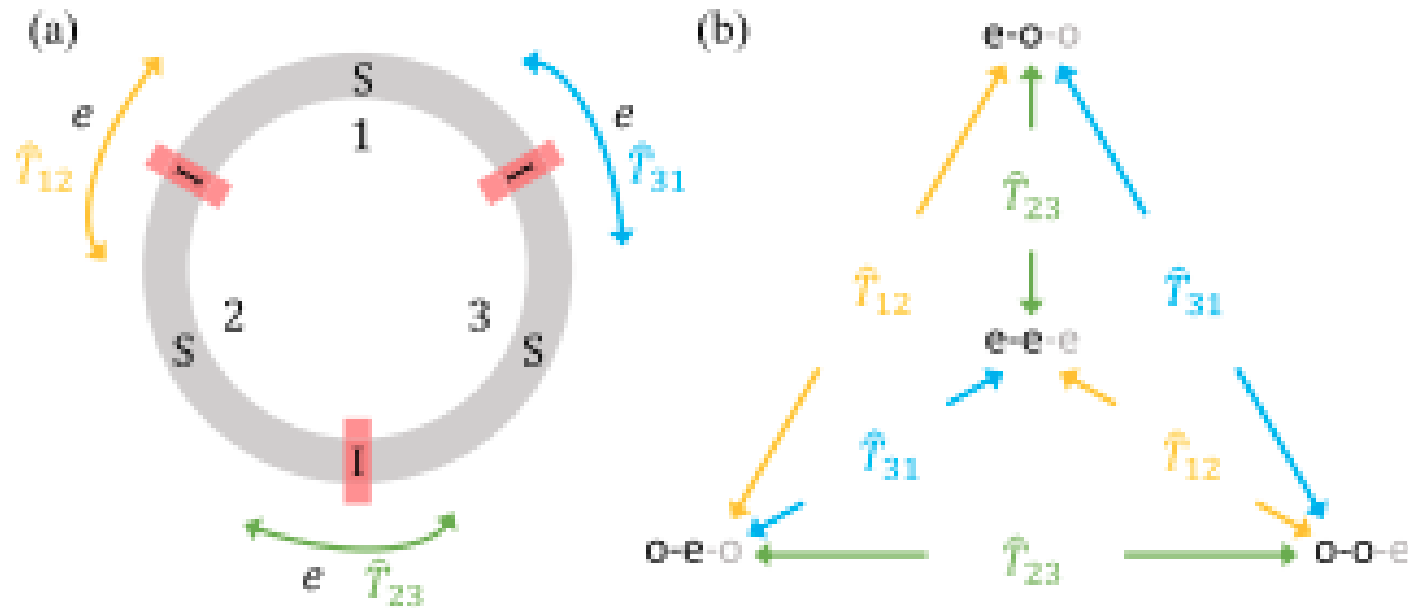 (a)
S
1
e
T̂₁₂
I
e
T̂₃₁
I
2
3
S
S
I
e T̂₂₃
(b)
e-o-o
T̂₂₃
T̂₁₂
T̂₃₁
e-e-e
T̂₃₁
T̂₁₂
o-e-o
T̂₂₃
o-o-e